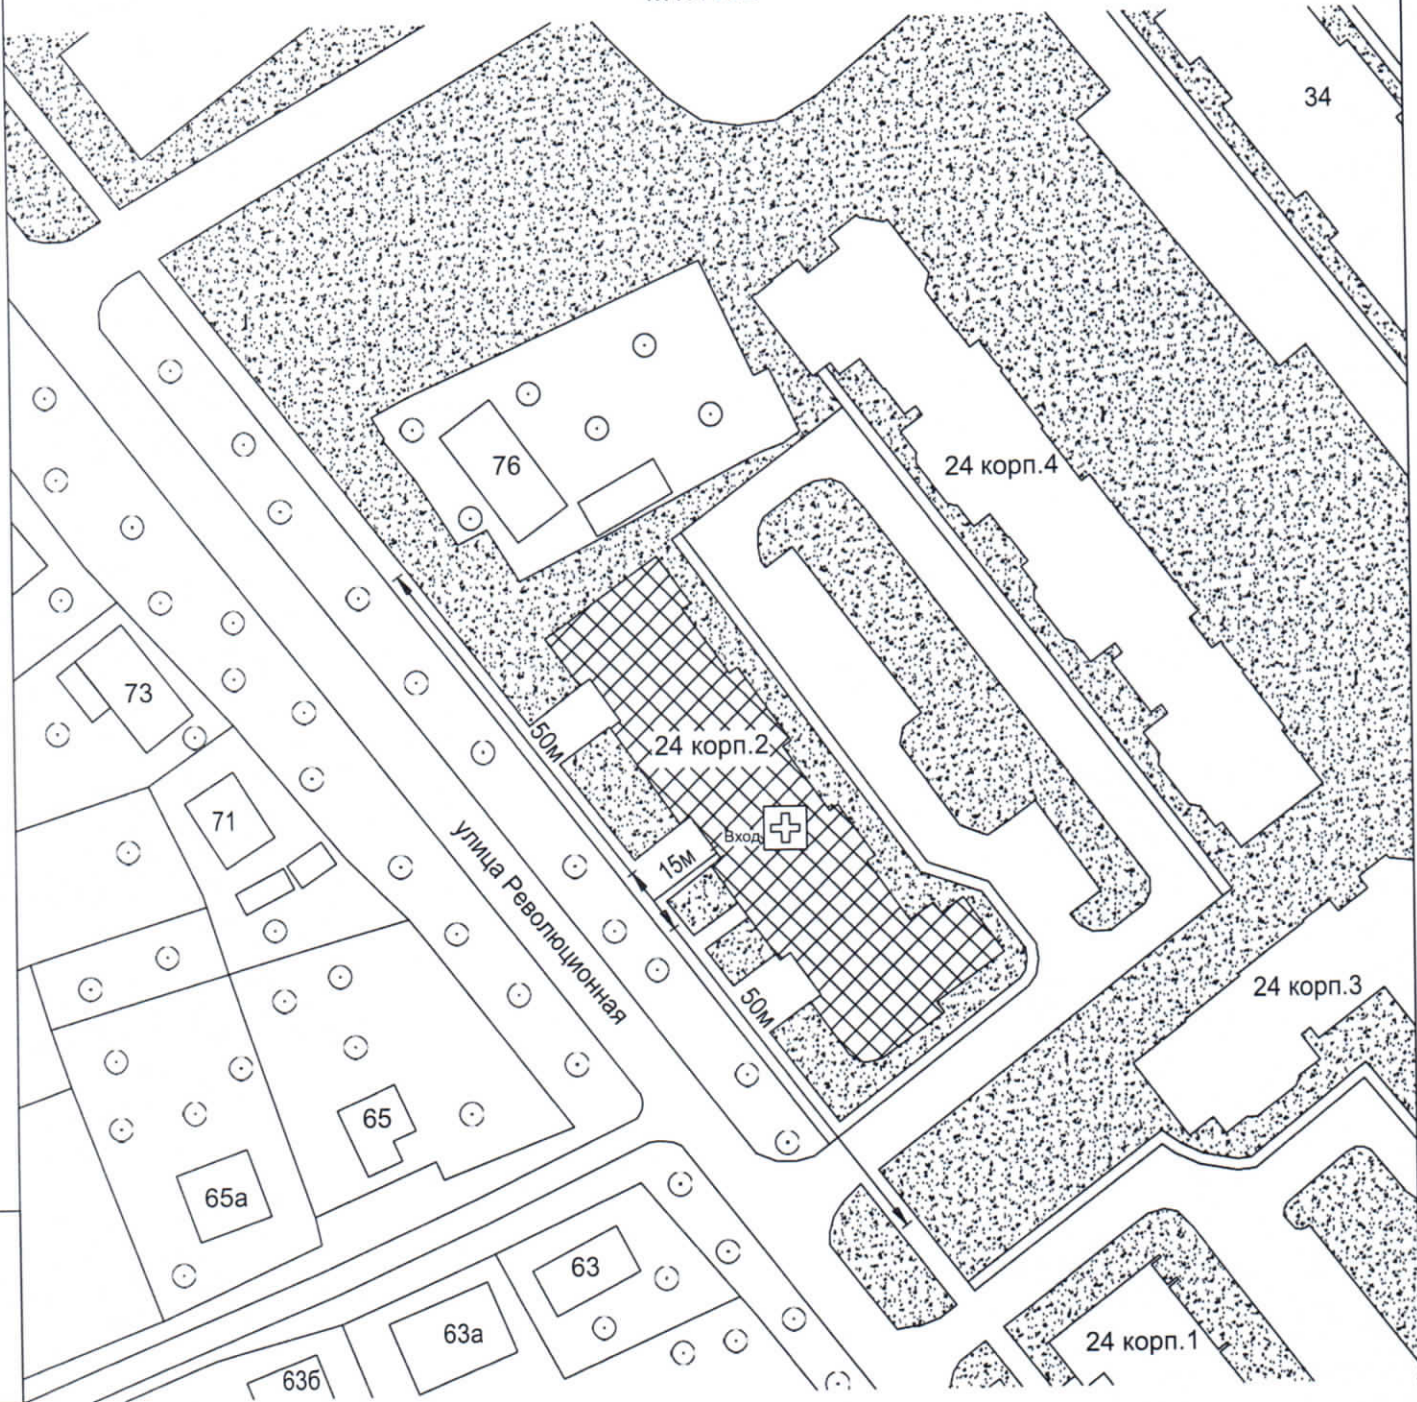 34
76
24 корп.4
73
50м
24 корп.2
71
Вход
15м
улица Революционная
24 корп.3
50м
65
65а
63
63а
24 корп.1
63б